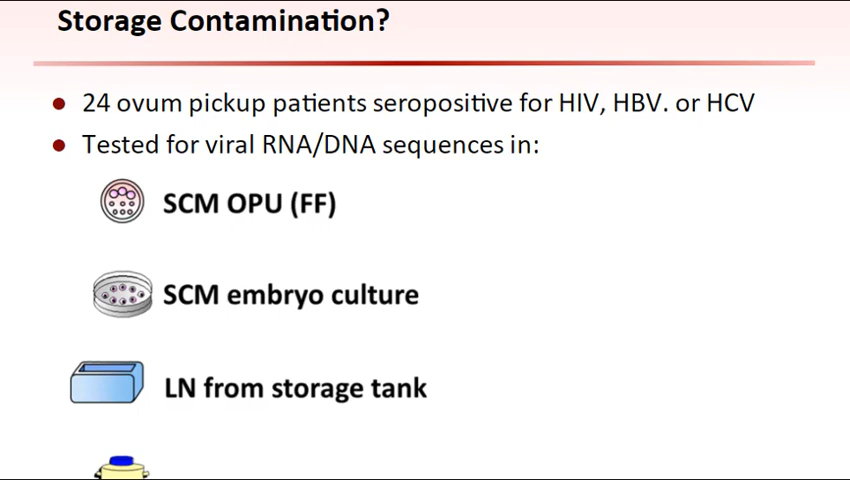 Storage Contamination?
24 ovum pickup patients seropositive for HIV, HBV. or HCV
Tested for viral RNA/DNA sequences in:
SCM OPU (FF)
SCM embryo culture
LN from storage tank